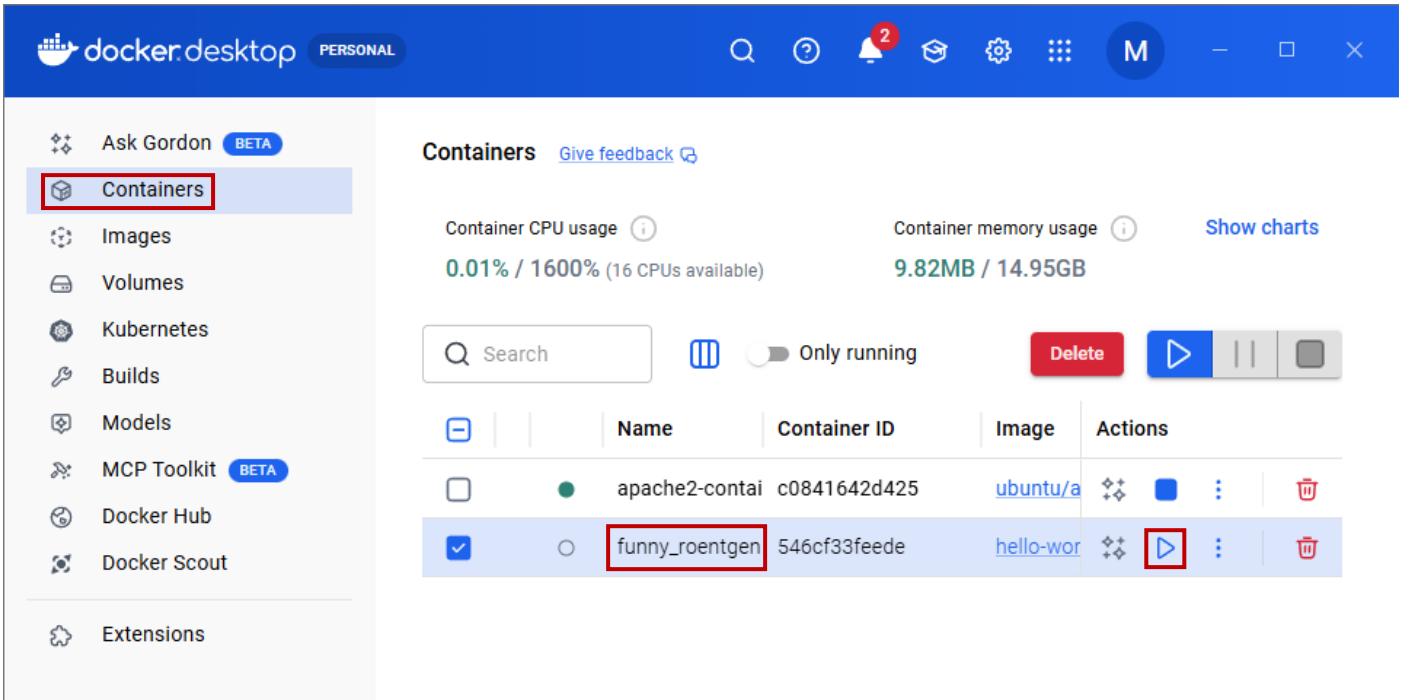 docker.desktop PERSONAL 2 M
Ask Gordon BETA
Containers
Images
Volumes
Kubernetes
Builds
Models
MCP Toolkit BETA
Docker Hub
Docker Scout
Extensions
Containers Give feedback
Container CPU usage
0.01% / 1600% (16 CPUs available)
Container memory usage
9.82MB / 14.95GB
Show charts
Search
Only running
Delete
Name Container ID Image Actions
apache2-contai c0841642d425 ubuntu/a
funny_roentgen 546cf33feede hello-wor